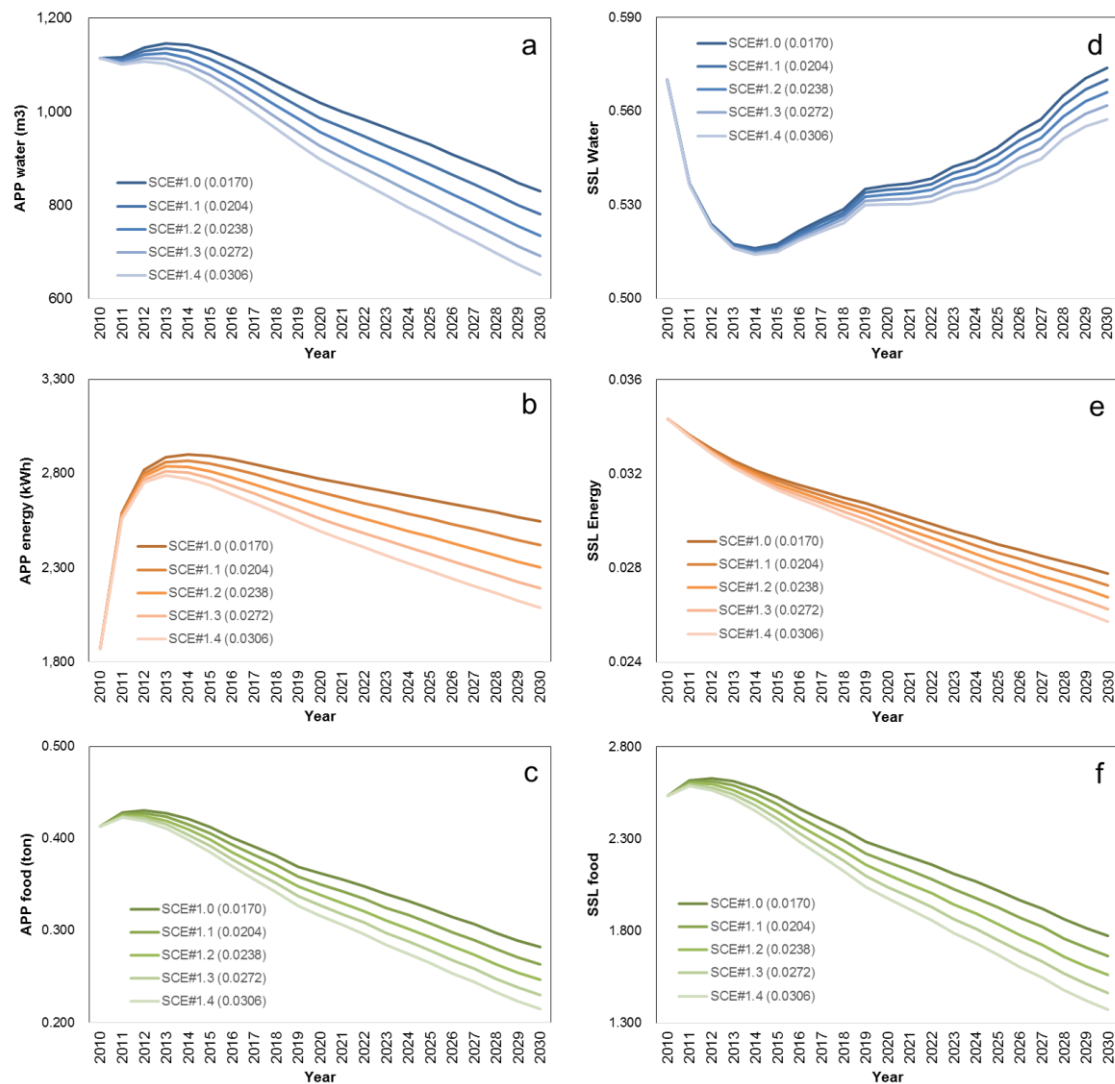 a
1,200
1,000
800
600
APP water (m3)
SCE#1.0 (0.0170)
SCE#1.1 (0.0204)
SCE#1.2 (0.0238)
SCE#1.3 (0.0272)
SCE#1.4 (0.0306)
2010 2011 2012 2013 2014 2015 2016 2017 2018 2019 2020 2021 2022 2023 2024 2025 2026 2027 2028 2029 2030
Year
d
0.590
0.560
0.530
0.500
SSL Water
SCE#1.0 (0.0170)
SCE#1.1 (0.0204)
SCE#1.2 (0.0238)
SCE#1.3 (0.0272)
SCE#1.4 (0.0306)
2010 2011 2012 2013 2014 2015 2016 2017 2018 2019 2020 2021 2022 2023 2024 2025 2026 2027 2028 2029 2030
Year
b
3,300
2,800
2,300
1,800
APP energy (kWh)
SCE#1.0 (0.0170)
SCE#1.1 (0.0204)
SCE#1.2 (0.0238)
SCE#1.3 (0.0272)
SCE#1.4 (0.0306)
2010 2011 2012 2013 2014 2015 2016 2017 2018 2019 2020 2021 2022 2023 2024 2025 2026 2027 2028 2029 2030
Year
e
0.036
0.032
0.028
0.024
SSL Energy
SCE#1.0 (0.0170)
SCE#1.1 (0.0204)
SCE#1.2 (0.0238)
SCE#1.3 (0.0272)
SCE#1.4 (0.0306)
2010 2011 2012 2013 2014 2015 2016 2017 2018 2019 2020 2021 2022 2023 2024 2025 2026 2027 2028 2029 2030
Year
c
0.500
0.400
0.300
0.200
APP food (ton)
SCE#1.0 (0.0170)
SCE#1.1 (0.0204)
SCE#1.2 (0.0238)
SCE#1.3 (0.0272)
SCE#1.4 (0.0306)
2010 2011 2012 2013 2014 2015 2016 2017 2018 2019 2020 2021 2022 2023 2024 2025 2026 2027 2028 2029 2030
Year
f
2.800
2.300
1.800
1.300
SSL food
SCE#1.0 (0.0170)
SCE#1.1 (0.0204)
SCE#1.2 (0.0238)
SCE#1.3 (0.0272)
SCE#1.4 (0.0306)
2010 2011 2012 2013 2014 2015 2016 2017 2018 2019 2020 2021 2022 2023 2024 2025 2026 2027 2028 2029 2030
Year